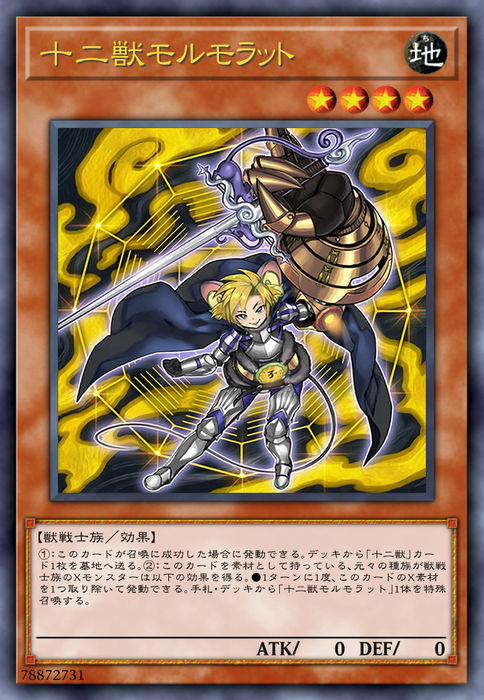 十二獣モルモラット
ち
地
子
【獣戦士族／効果】
①：このカードが召喚に成功した場合に発動できる。デッキから「十二獣」カー
ド1枚を墓地へ送る。②：このカードを素材として持っている、元々の種族が獣戦
士族のXモンスターは以下の効果を得る。●1ターンに1度、このカードのX素材
を1つ取り除いて発動できる。手札・デッキから「十二獣モルモラット」1体を特殊
召喚する。
ATK/ 0 DEF/ 0
78872731